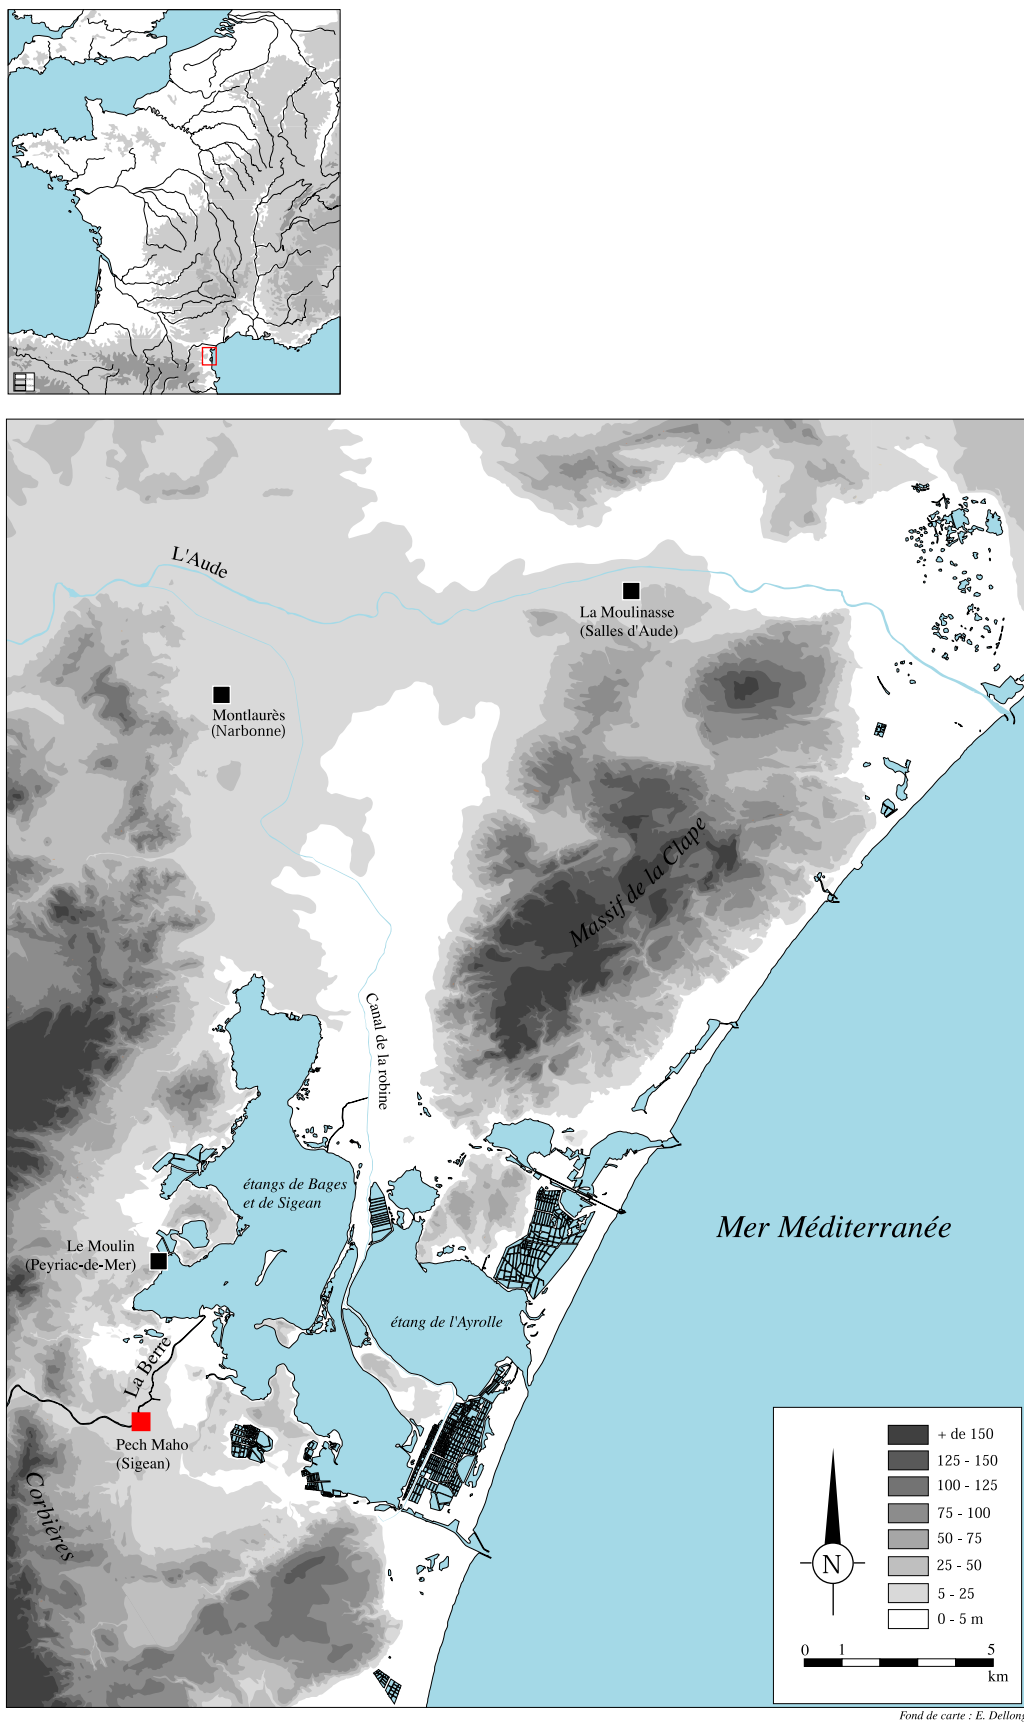 L'Aude
La Moulinasse
(Salles d'Aude)
Montlaurès
(Narbonne)
Massif de la Clape
Canal de la robine
étangs de Bages
et de Sigean
Mer Méditerranée
Le Moulin
(Peyriac-de-Mer)
étang de l'Ayrolle
La Berre
Pech Maho
(Sigean)
Corbières
+ de 150
125 - 150
100 - 125
75 - 100
50 - 75
25 - 50
5 - 25
0 - 5 m
N
0 1 5
km
Fond de carte : E. Dellong